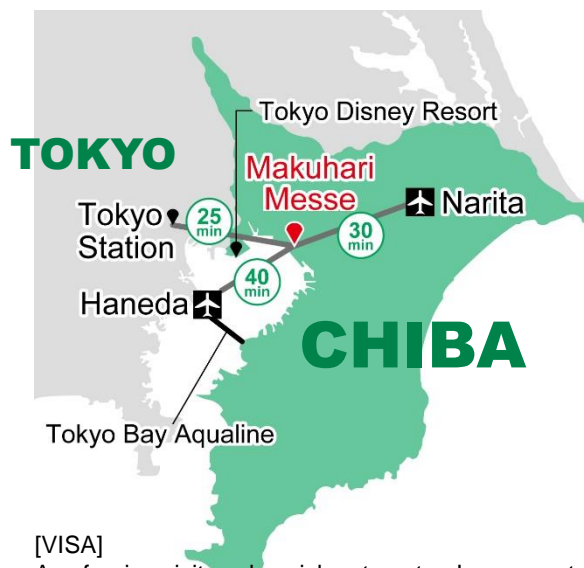 Tokyo Disney Resort
TOKYO
Makuhari
Messe
Narita
Tokyo
Station
25
min
30
min
40
min
Haneda
CHIBA
Tokyo Bay Aqualine
[VISA]